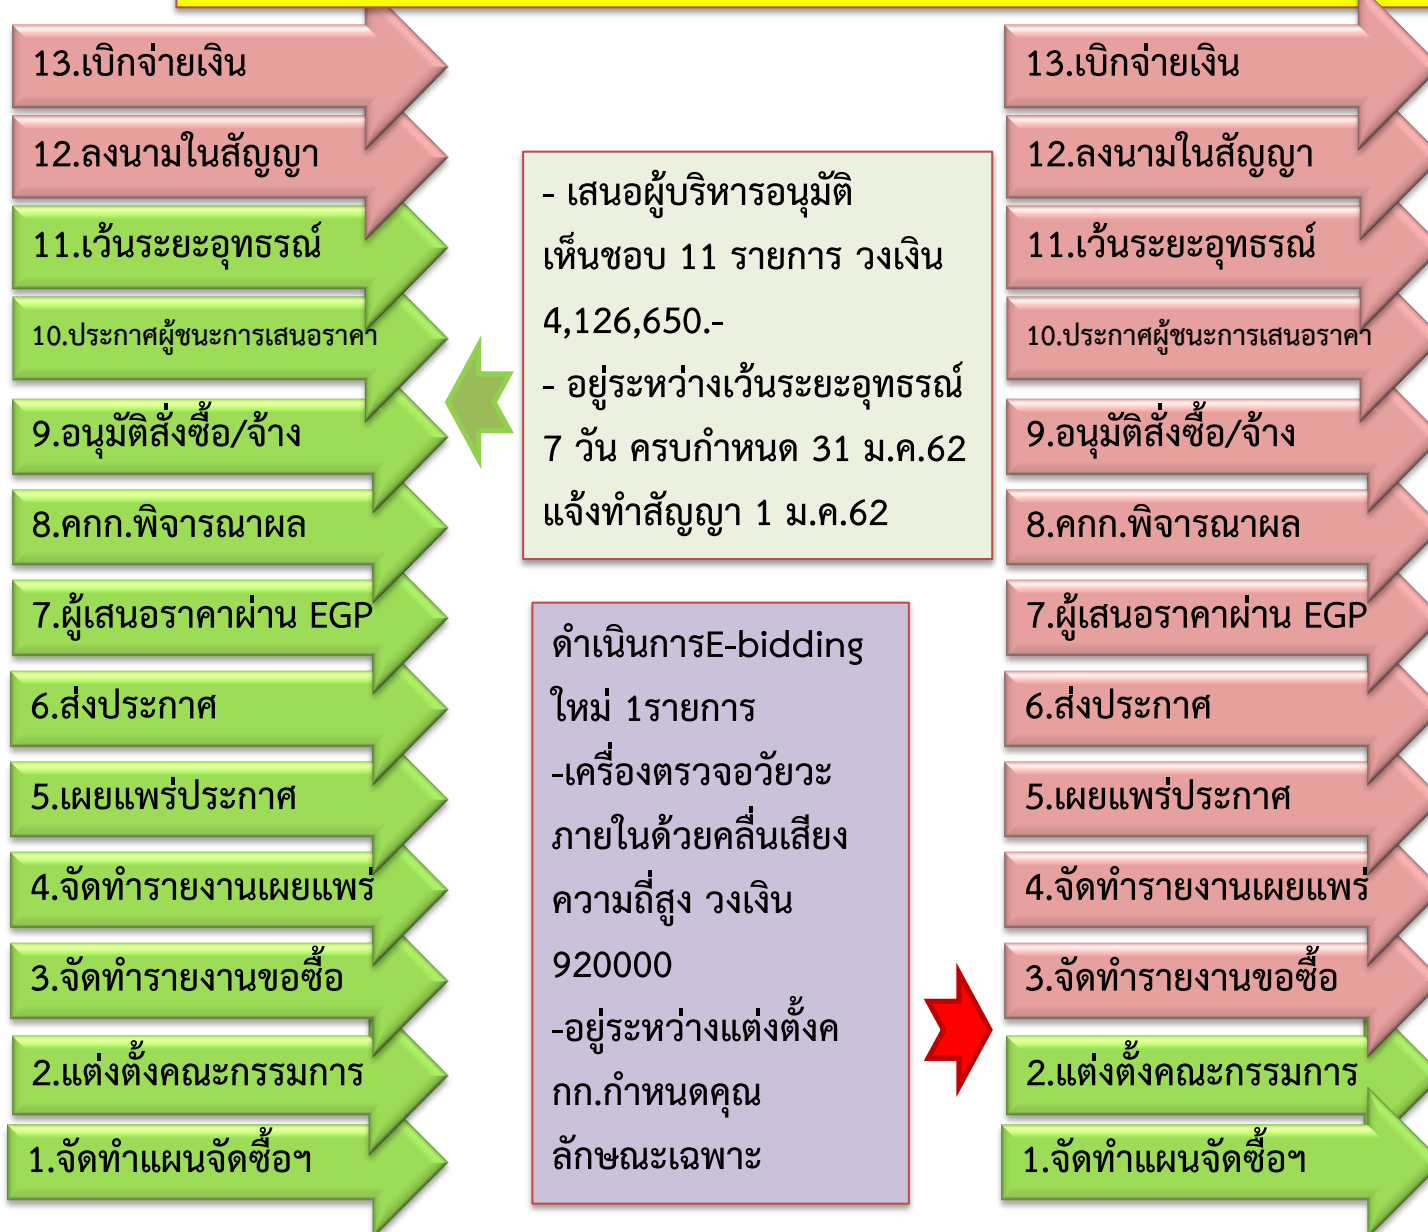 13.เบิกจ่ายเงิน
12.ลงนามในสัญญา
11.เว้นระยะอุทธรณ์
10.ประกาศผู้ชนะการเสนอราคา
9.อนุมัติสั่งซื้อ/จ้าง
8.คกก.พิจารณาผล
7.ผู้เสนอราคาผ่าน EGP
6.ส่งประกาศ
5.เผยแพร่ประกาศ
4.จัดทำรายงานเผยแพร่
3.จัดทำรายงานขอซื้อ
2.แต่งตั้งคณะกรรมการ
1.จัดทำแผนจัดซื้อฯ
- เสนอผู้บริหารอนุมัติ
เห็นชอบ 11 รายการ วงเงิน
4,126,650.-
- อยู่ระหว่างเว้นระยะอุทธรณ์
7 วัน ครบกำหนด 31 ม.ค.62
แจ้งทำสัญญา 1 ม.ค.62
ดำเนินการE-bidding
ใหม่ 1รายการ
-เครื่องตรวจอวัยวะ
ภายในด้วยคลื่นเสียง
ความถี่สูง วงเงิน
920000
-อยู่ระหว่างแต่งตั้งค
กก.กำหนดคุณ
ลักษณะเฉพาะ
13.เบิกจ่ายเงิน
12.ลงนามในสัญญา
11.เว้นระยะอุทธรณ์
10.ประกาศผู้ชนะการเสนอราคา
9.อนุมัติสั่งซื้อ/จ้าง
8.คกก.พิจารณาผล
7.ผู้เสนอราคาผ่าน EGP
6.ส่งประกาศ
5.เผยแพร่ประกาศ
4.จัดทำรายงานเผยแพร่
3.จัดทำรายงานขอซื้อ
2.แต่งตั้งคณะกรรมการ
1.จัดทำแผนจัดซื้อฯ